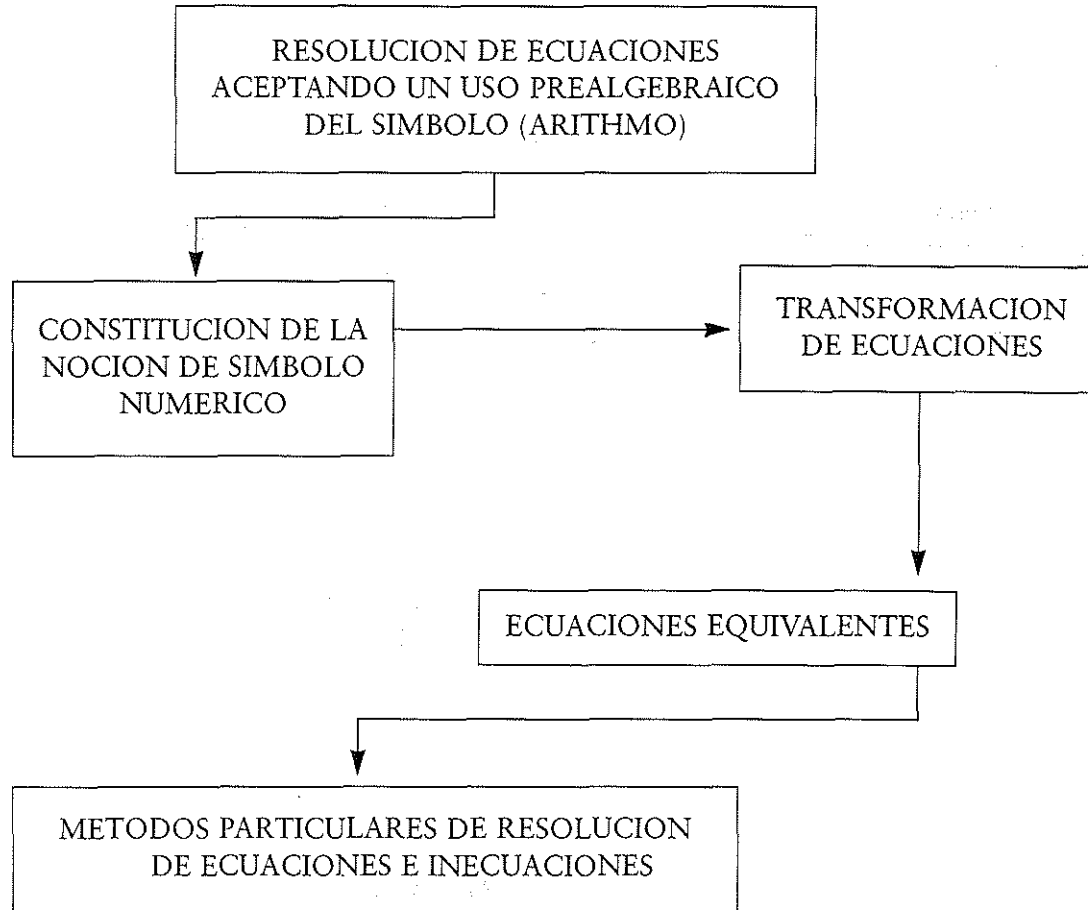 RESOLUCION DE ECUACIONES
ACEPTANDO UN USO PREALGEBRAICO
DEL SIMBOLO (ARITHMO)
CONSTITUCION DE LA
NOCION DE SIMBOLO
NUMERICO
TRANSFORMACION
DE ECUACIONES
ECUACIONES EQUIVALENTES
METODOS PARTICULARES DE RESOLUCION
DE ECUACIONES E INECUACIONES